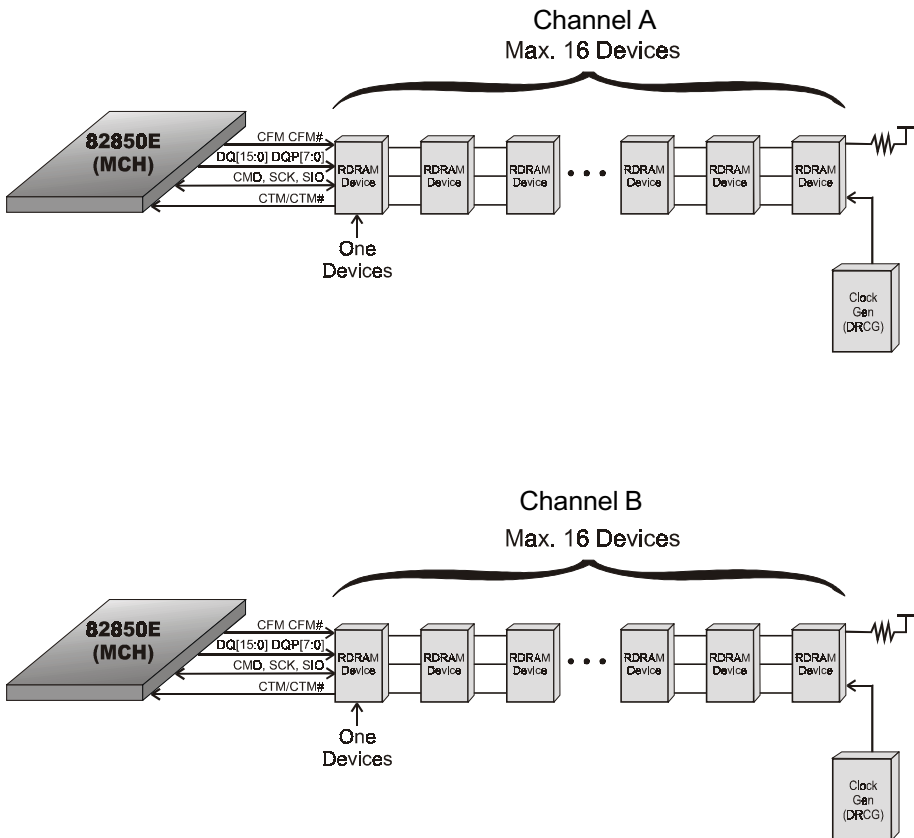 Channel A
Max. 16 Devices
82850E
(MCH)
CFM CFM#
DQ[15:0] DQP[7:0]
CMD, SCK, SIO
CTM/CTM#
RDRAM
Device
RDRAM
Device
RDRAM
Device
RDRAM
Device
RDRAM
Device
RDRAM
Device
One
Devices
Clock
Gen
(DRCG)
Channel B
Max. 16 Devices
82850E
(MCH)
CFM CFM#
DQ[15:0] DQP[7:0]
CMD, SCK, SIO
CTM/CTM#
RDRAM
Device
RDRAM
Device
RDRAM
Device
RDRAM
Device
RDRAM
Device
RDRAM
Device
One
Devices
Clock
Gen
(DRCG)